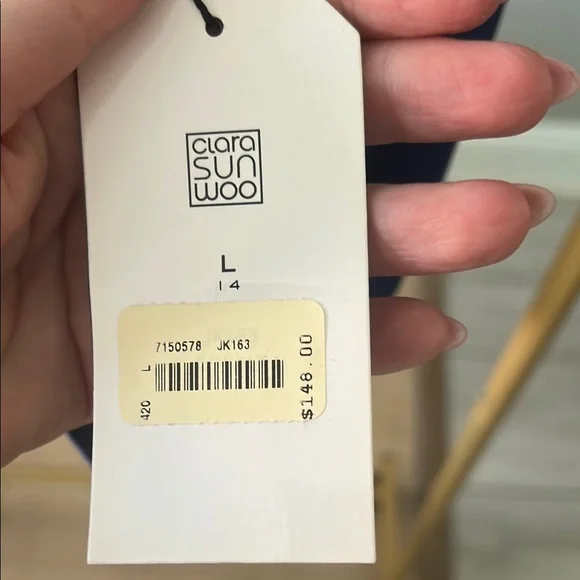 CLara
SUN
WOO
L
14
7150578 JK163
L
420
$148.00